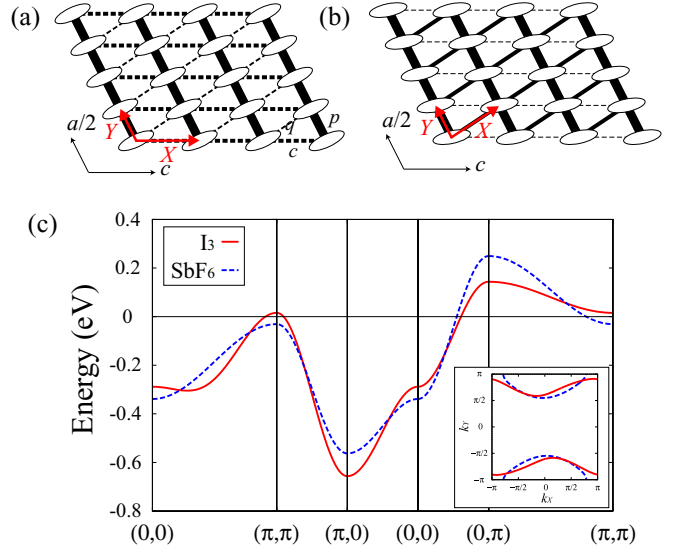 (a)
(b)
a/2
Y
X
c
q
p
c
a/2
Y
X
c
(c)
Energy (eV)
0.4
0.2
0
-0.2
-0.4
-0.6
-0.8
I3
SbF6
kY
π
π/2
0
-π/2
-π
-π -π/2 0 π/2 π
kX
(0,0) (π,π) (π,0) (0,0) (0,π) (π,π)